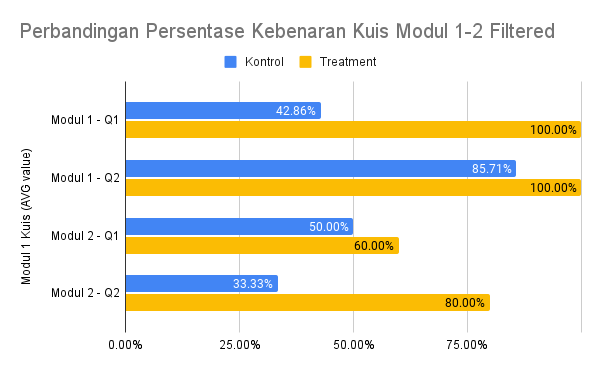 Perbandingan Persentase Kebenaran Kuis Modul 1-2 Filtered
Kontrol Treatment
Modul 1 Kuis (AVG value)
Modul 1 - Q1
42.86%
100.00%
Modul 1 - Q2
85.71%
100.00%
Modul 2 - Q1
50.00%
60.00%
Modul 2 - Q2
33.33%
80.00%
0.00% 25.00% 50.00% 75.00%